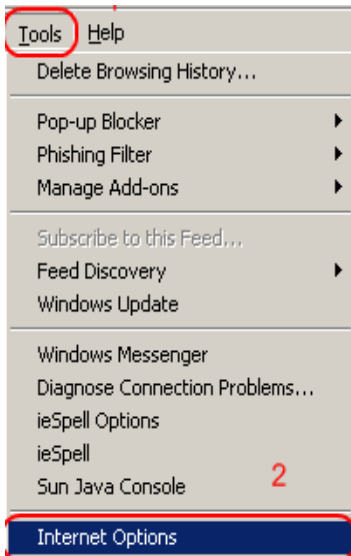 Tools Help
Delete Browsing History...
Pop-up Blocker
Phishing Filter
Manage Add-ons
Subscribe to this Feed...
Feed Discovery
Windows Update
Windows Messenger
Diagnose Connection Problems...
ieSpell Options
ieSpell
Sun Java Console
2
Internet Options